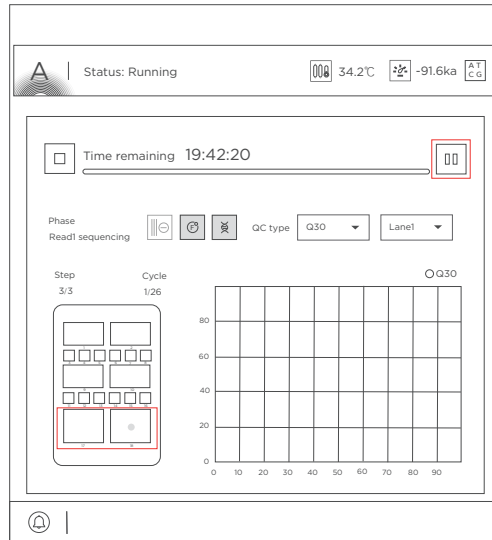 A Status: Running 34.2℃ -91.6ka A T C G
Time remaining 19:42:20
Phase
Read1 sequencing
QC type Q30 Lane1
Step Cycle
3/3 1/26
Q30
80
60
40
20
0
0 10 20 30 40 50 60 70 80 90